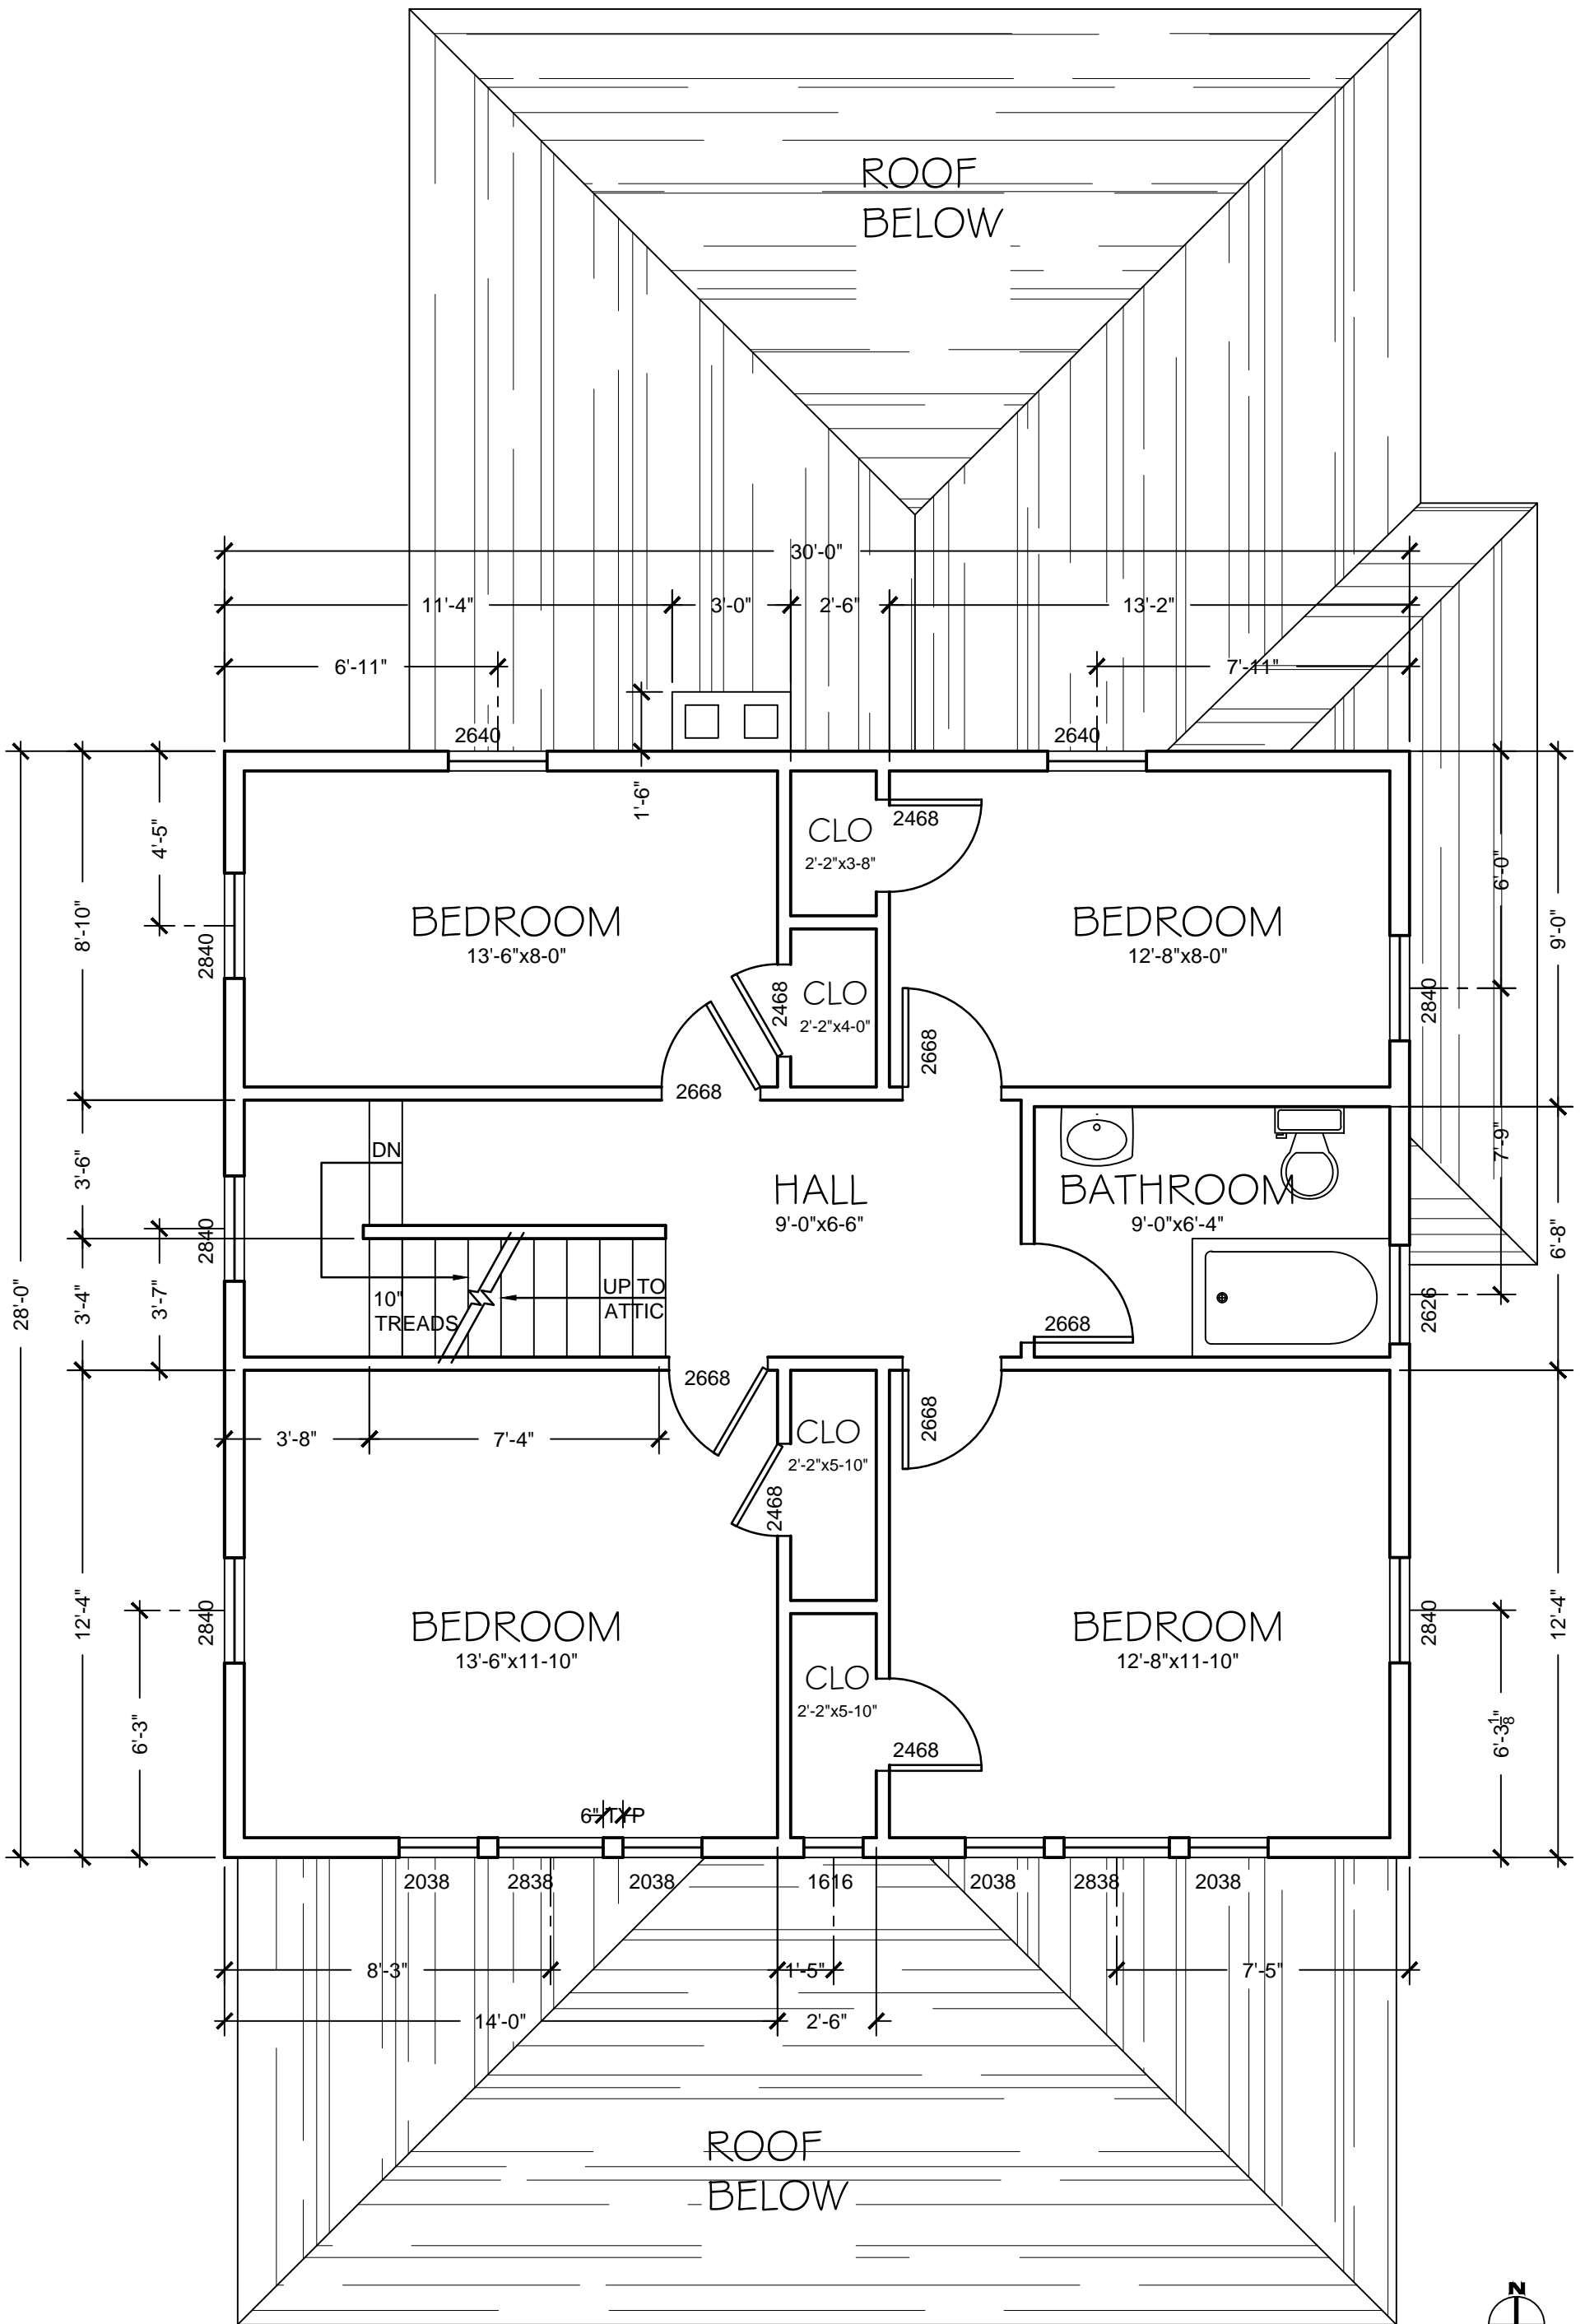 ROOF
BELOW
30'-0"
11'-4"
3'-0"
2'-6"
13'-2"
6'-11"
7'-11"
2640
2640
1'-6"
4'-5"
8'-10"
2840
CLO
2'-2"x3-8"
2468
6'-0"
9'-0"
BEDROOM
13'-6"x8-0"
BEDROOM
12'-8"x8-0"
2468
CLO
2'-2"x4-0"
2668
2840
2668
3'-6"
DN
HALL
9'-0"x6-6"
BATHROOM
9'-0"x6'-4"
7'-9"
2840
6'-8"
28'-0"
3'-4"
3'-7"
10"
TREADS
UP TO
ATTIC
2668
2626
2668
3'-8"
7'-4"
CLO
2'-2"x5-10"
2668
2468
12'-4"
2840
BEDROOM
13'-6"x11-10"
BEDROOM
12'-8"x11-10"
2840
12'-4"
CLO
2'-2"x5-10"
6'-3"
2468
6'-3 1/8"
6" TYP
2038
2838
2038
1616
2038
2838
2038
8'-3"
1'-5"
7'-5"
14'-0"
2'-6"
ROOF
BELOW
N